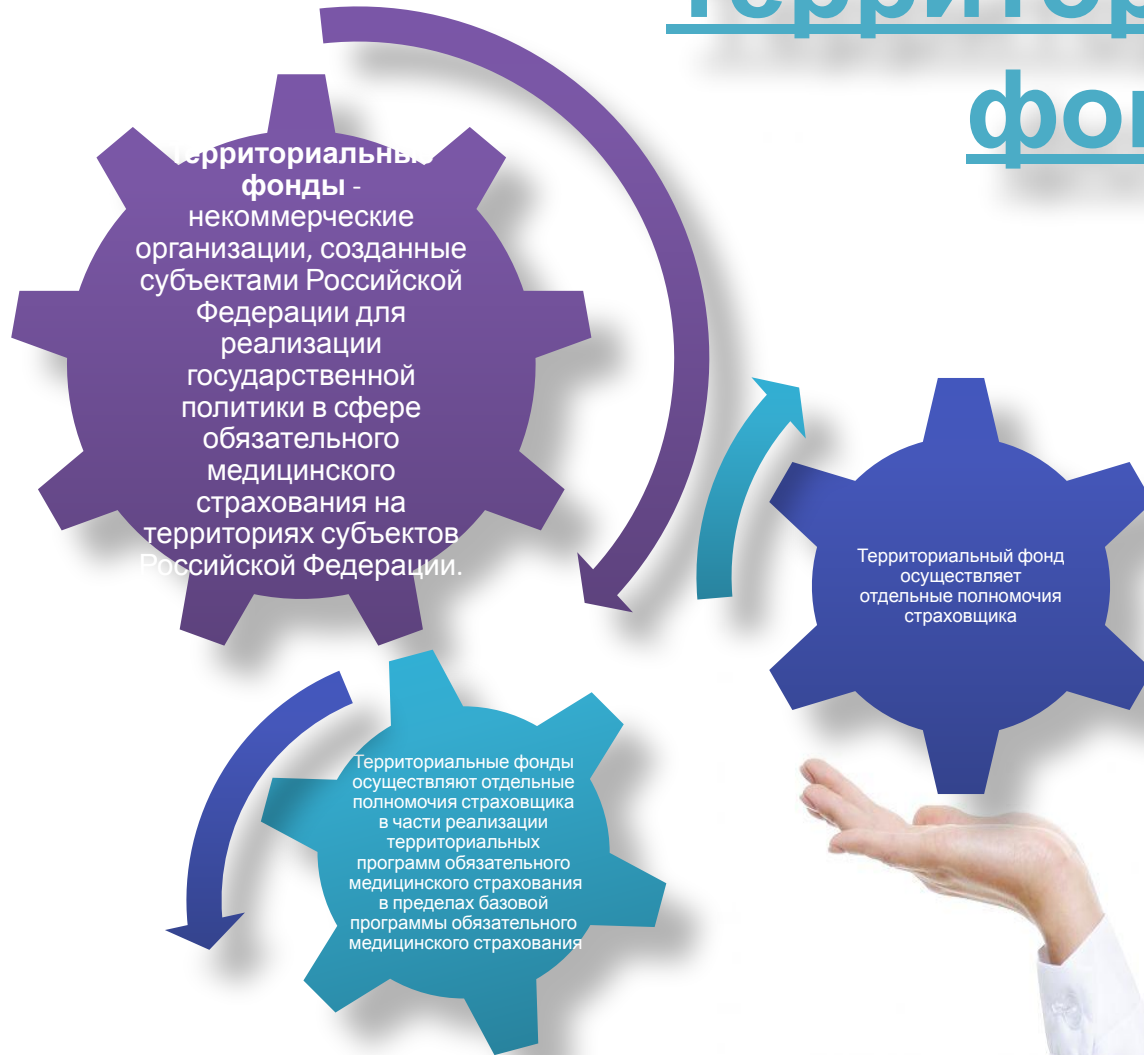 Территор
фон
Территориальные
фонды -
некоммерческие
организации, созданные
субъектами Российской
Федерации для
реализации
государственной
политики в сфере
обязательного
медицинского
страхования на
территориях субъектов
Российской Федерации.
Территориальный фонд
осуществляет
отдельные полномочия
страховщика
Территориальные фонды
осуществляют отдельные
полномочия страховщика
в части реализации
территориальных
программ обязательного
медицинского страхования
в пределах базовой
программы обязательного
медицинского страхования